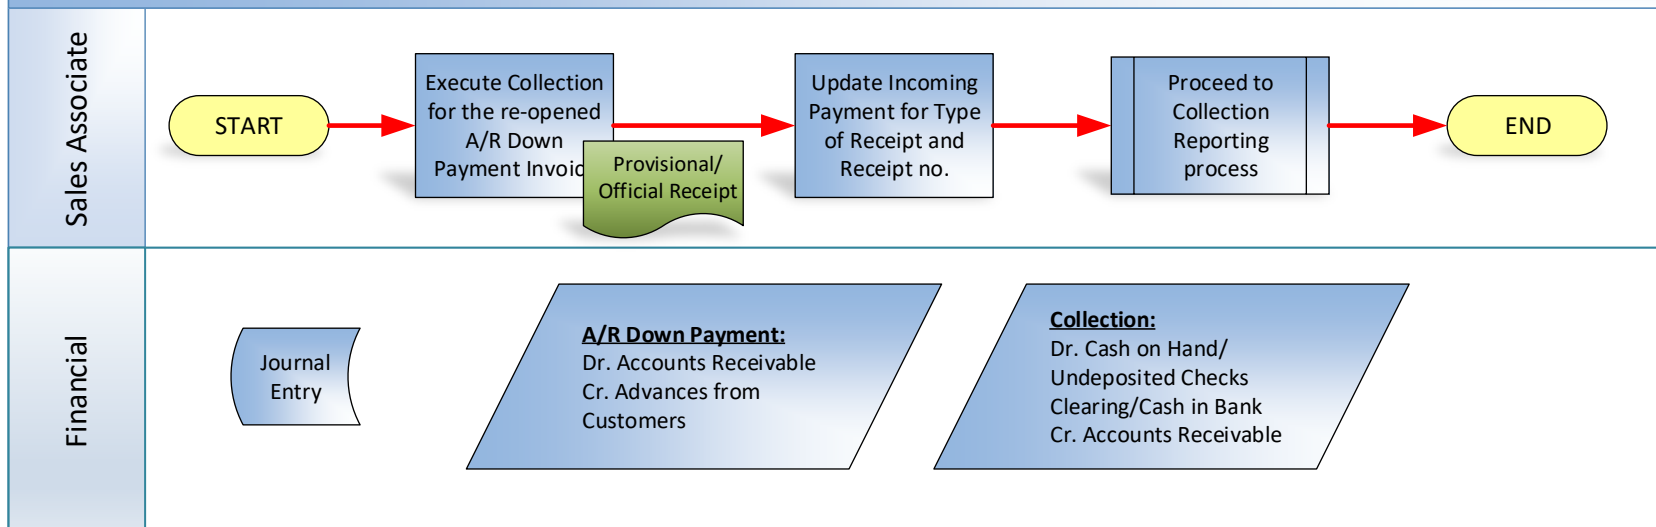 Sales Associate
START
Execute Collection
for the re-opened
A/R Down
Payment Invoic
Provisional/
Official Receipt
Update Incoming
Payment for Type
of Receipt and
Receipt no.
Proceed to
Collection
Reporting
process
END
Financial
Journal
Entry
A/R Down Payment:
Dr. Accounts Receivable
Cr. Advances from
Customers
Collection:
Dr. Cash on Hand/
Undeposited Checks
Clearing/Cash in Bank
Cr. Accounts Receivable